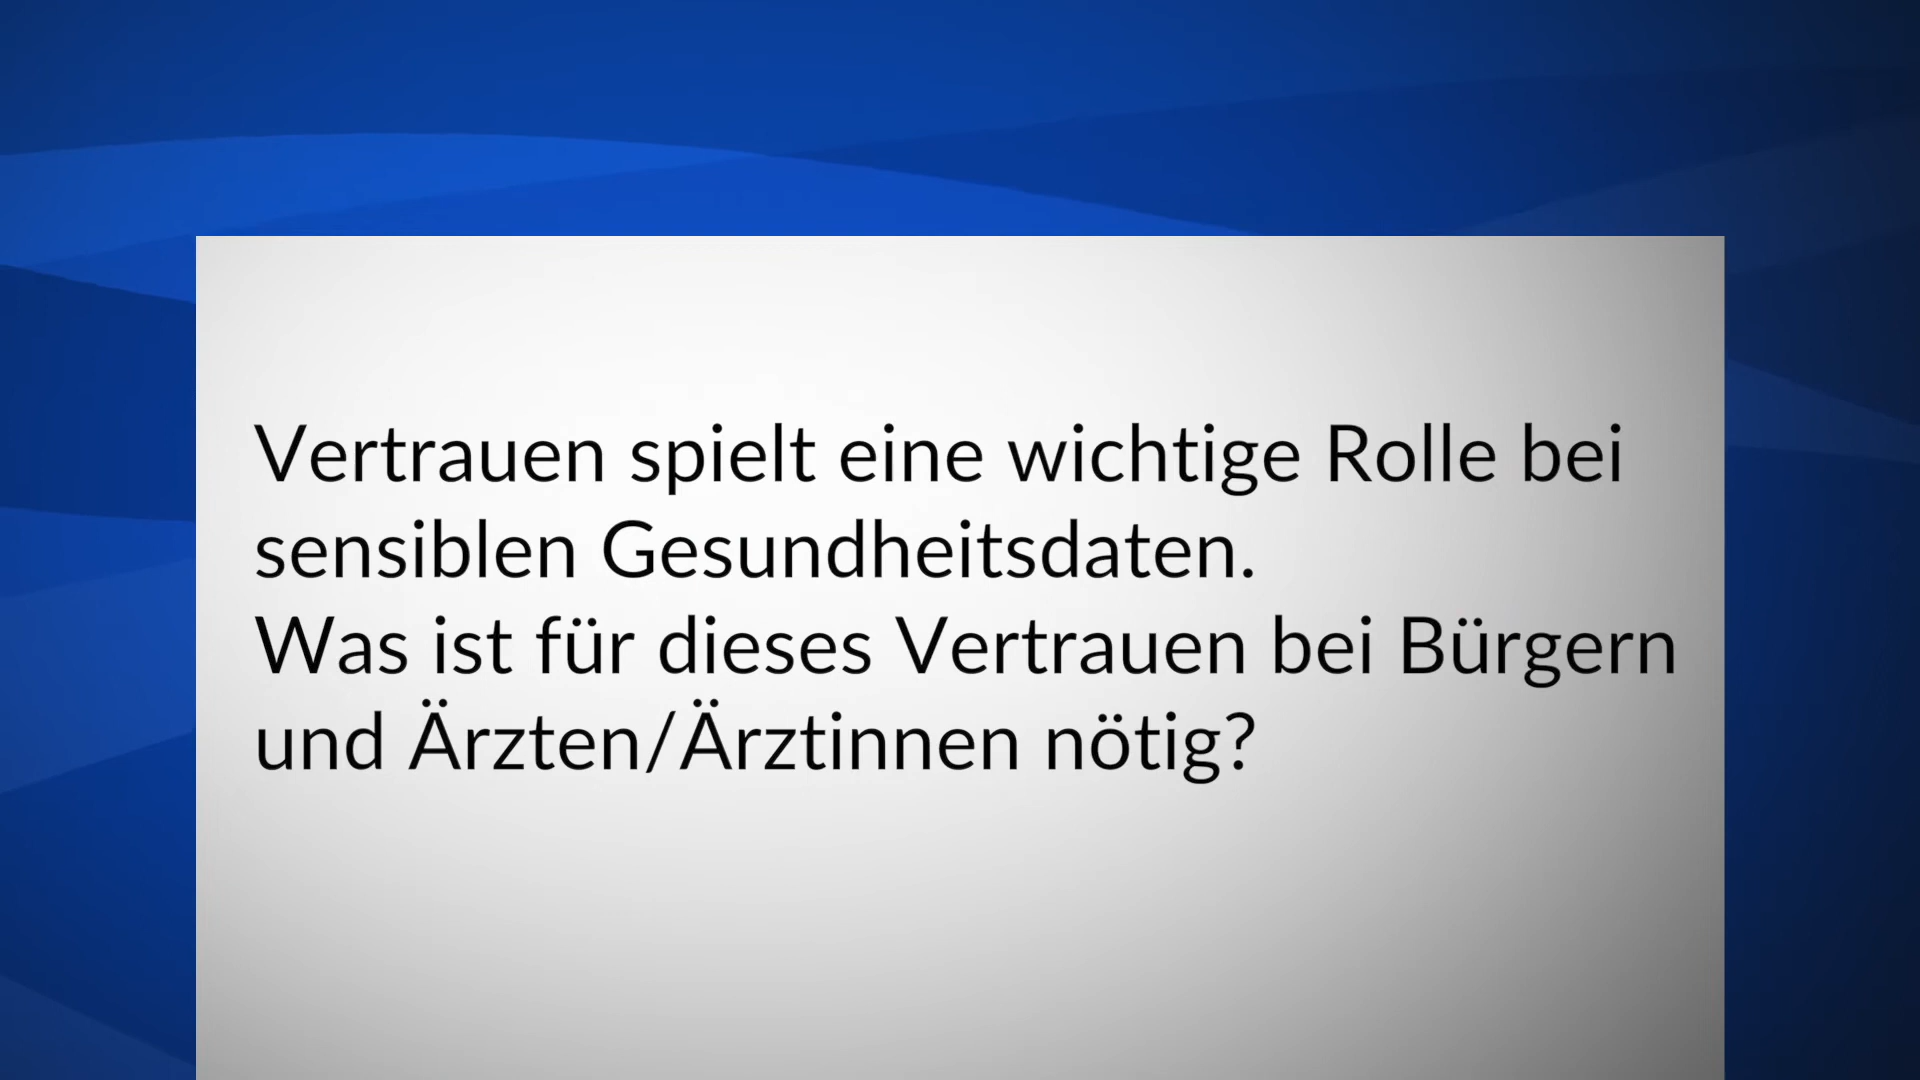 Vertrauen spielt eine wichtige Rolle bei
sensiblen Gesundheitsdaten.
Was ist für dieses Vertrauen bei Bürgern
und Ärzten/Ärztinnen nötig?